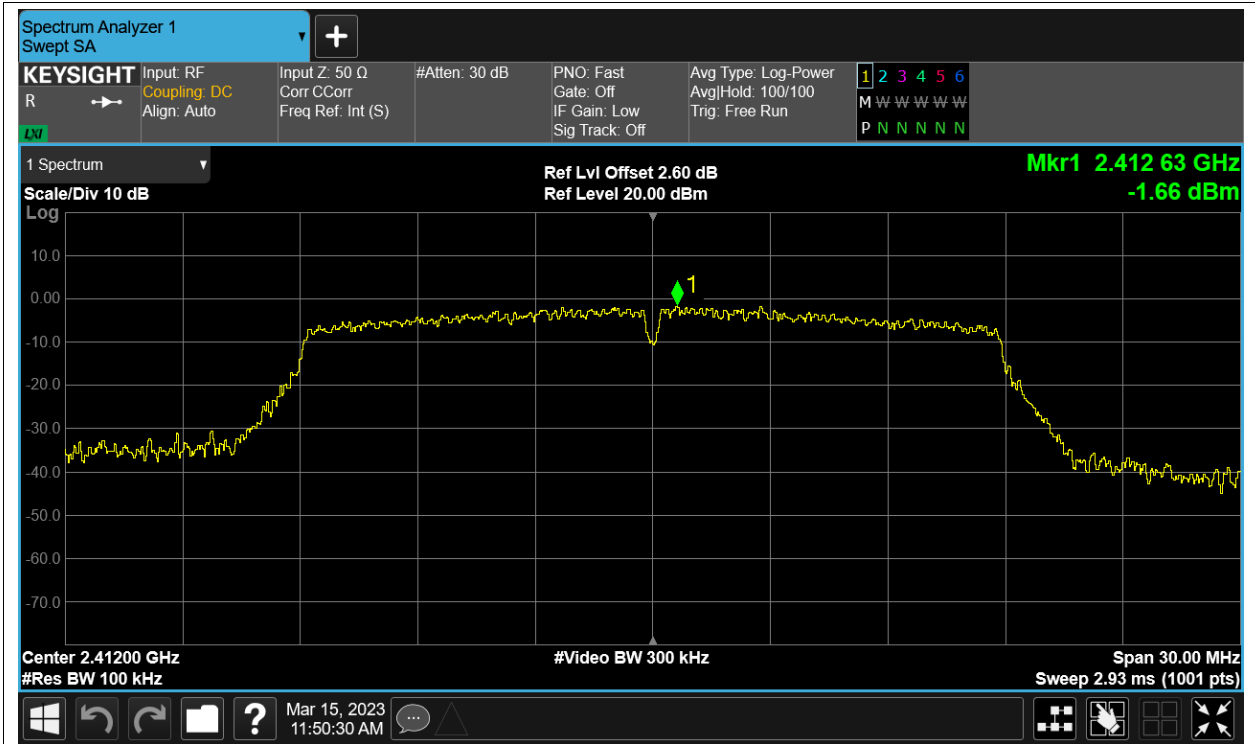 Spectrum Analyzer 1
Swept SA
+
KEYSIGHT
R
LXI
Input: RF
Coupling: DC
Align: Auto
Input Z: 50 Ω
Corr CCorr
Freq Ref: Int (S)
#Atten: 30 dB
PNO: Fast
Gate: Off
IF Gain: Low
Sig Track: Off
Avg Type: Log-Power
Avg|Hold: 100/100
Trig: Free Run
1 2 3 4 5 6
M W W W W W W
P N N N N N N
1 Spectrum
Scale/Div 10 dB
Log
Ref Lvl Offset 2.60 dB
Ref Level 20.00 dBm
Mkr1 2.412 63 GHz
-1.66 dBm
1
10.0
0.00
-10.0
-20.0
-30.0
-40.0
-50.0
-60.0
-70.0
Center 2.41200 GHz
#Res BW 100 kHz
#Video BW 300 kHz
Span 30.00 MHz
Sweep 2.93 ms (1001 pts)
?
Mar 15, 2023
11:50:30 AM